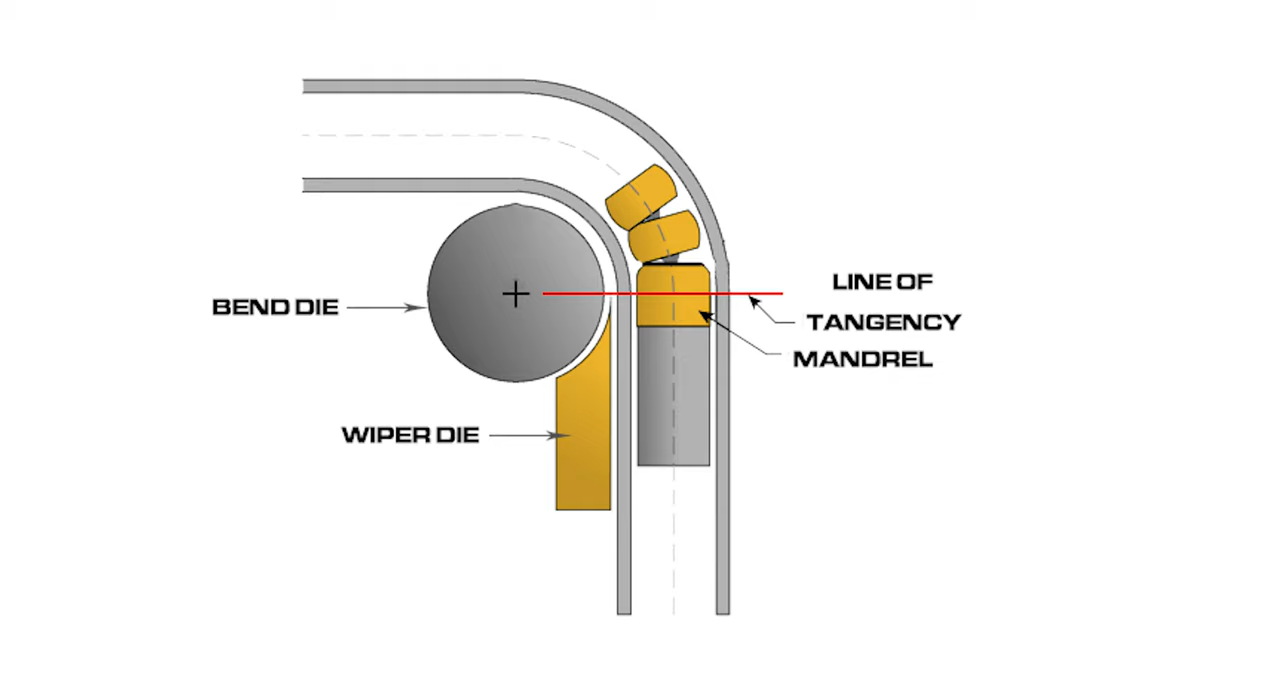 LINE OF
TANGENCY
BEND DIE
MANDREL
WIPER DIE